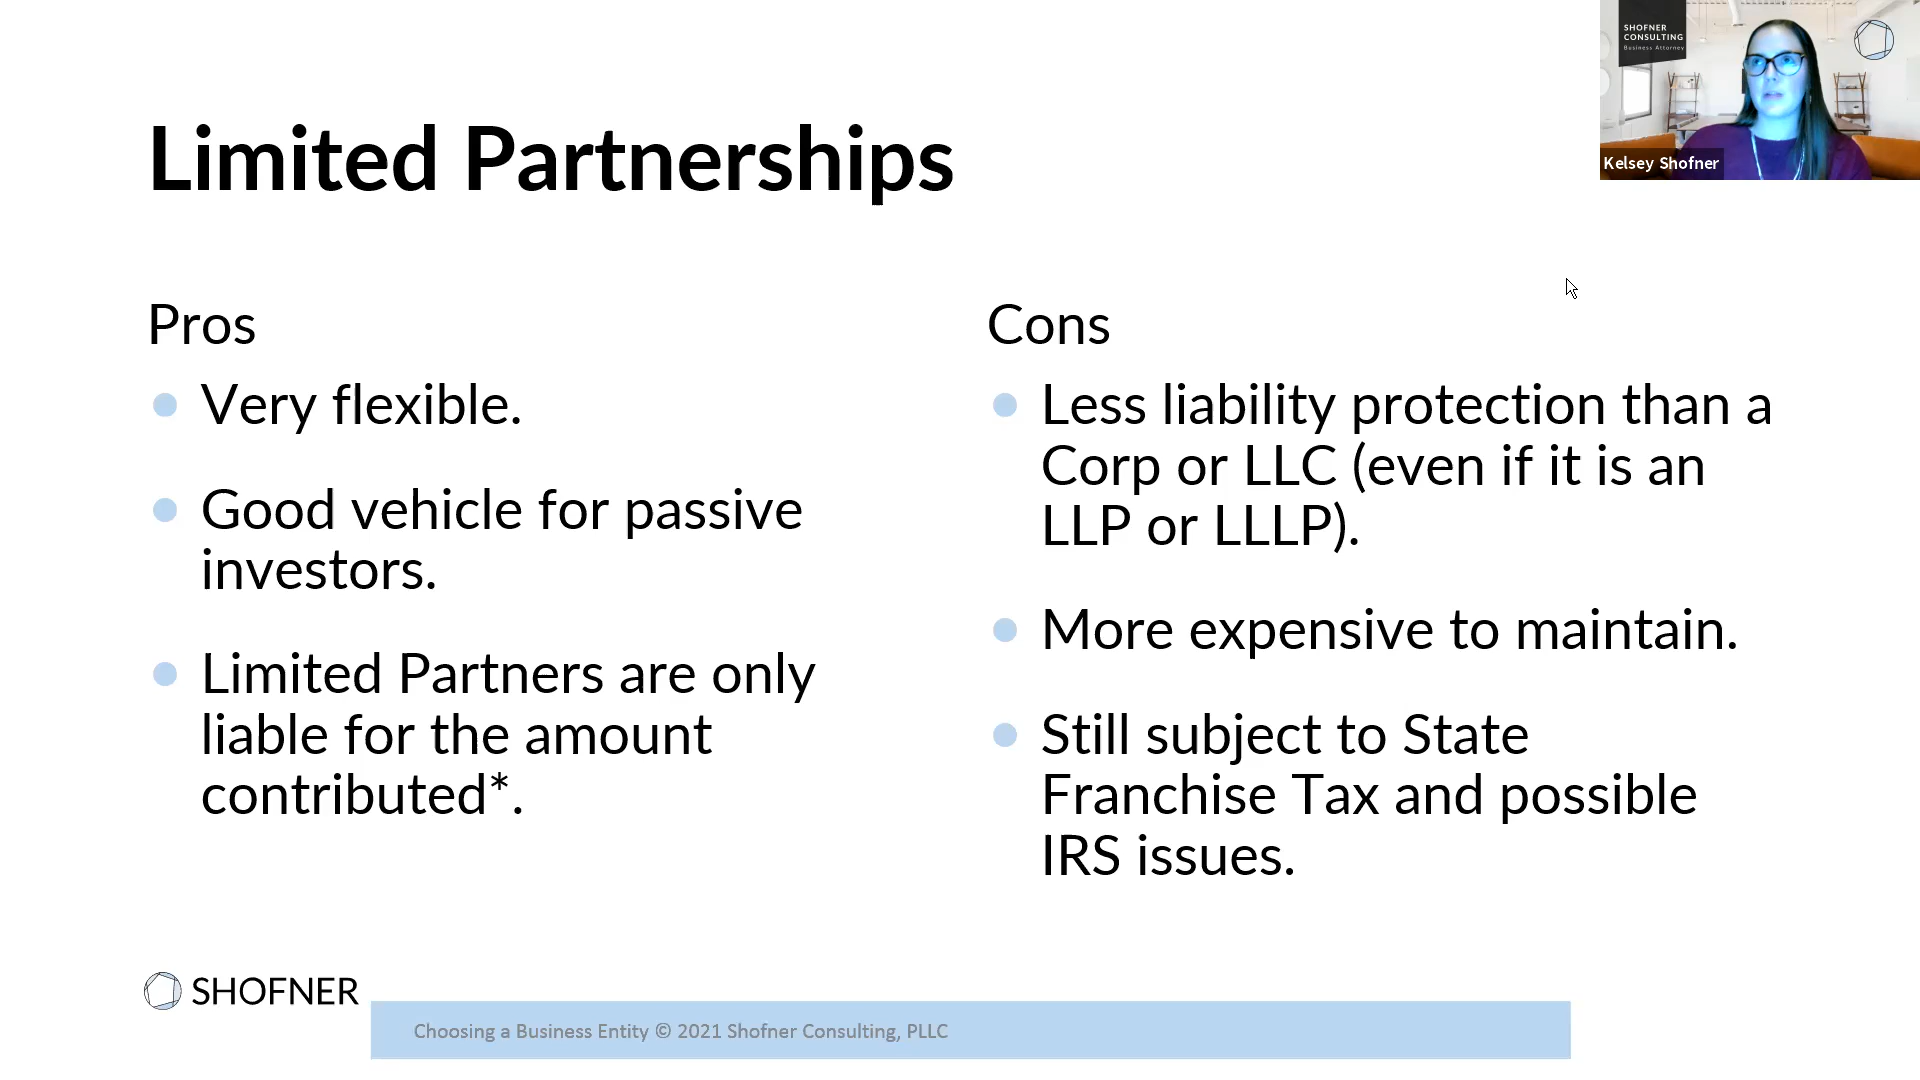 SHOFNER
CONSULTING
Business Attorney
Kelsey Shofner
Limited Partnerships
Pros
Very flexible.
Good vehicle for passive
investors.
Limited Partners are only
liable for the amount
contributed*.
Cons
Less liability protection than a
Corp or LLC (even if it is an
LLP or LLLP).
More expensive to maintain.
Still subject to State
Franchise Tax and possible
IRS issues.
SHOFNER
Choosing a Business Entity © 2021 Shofner Consulting, PLLC